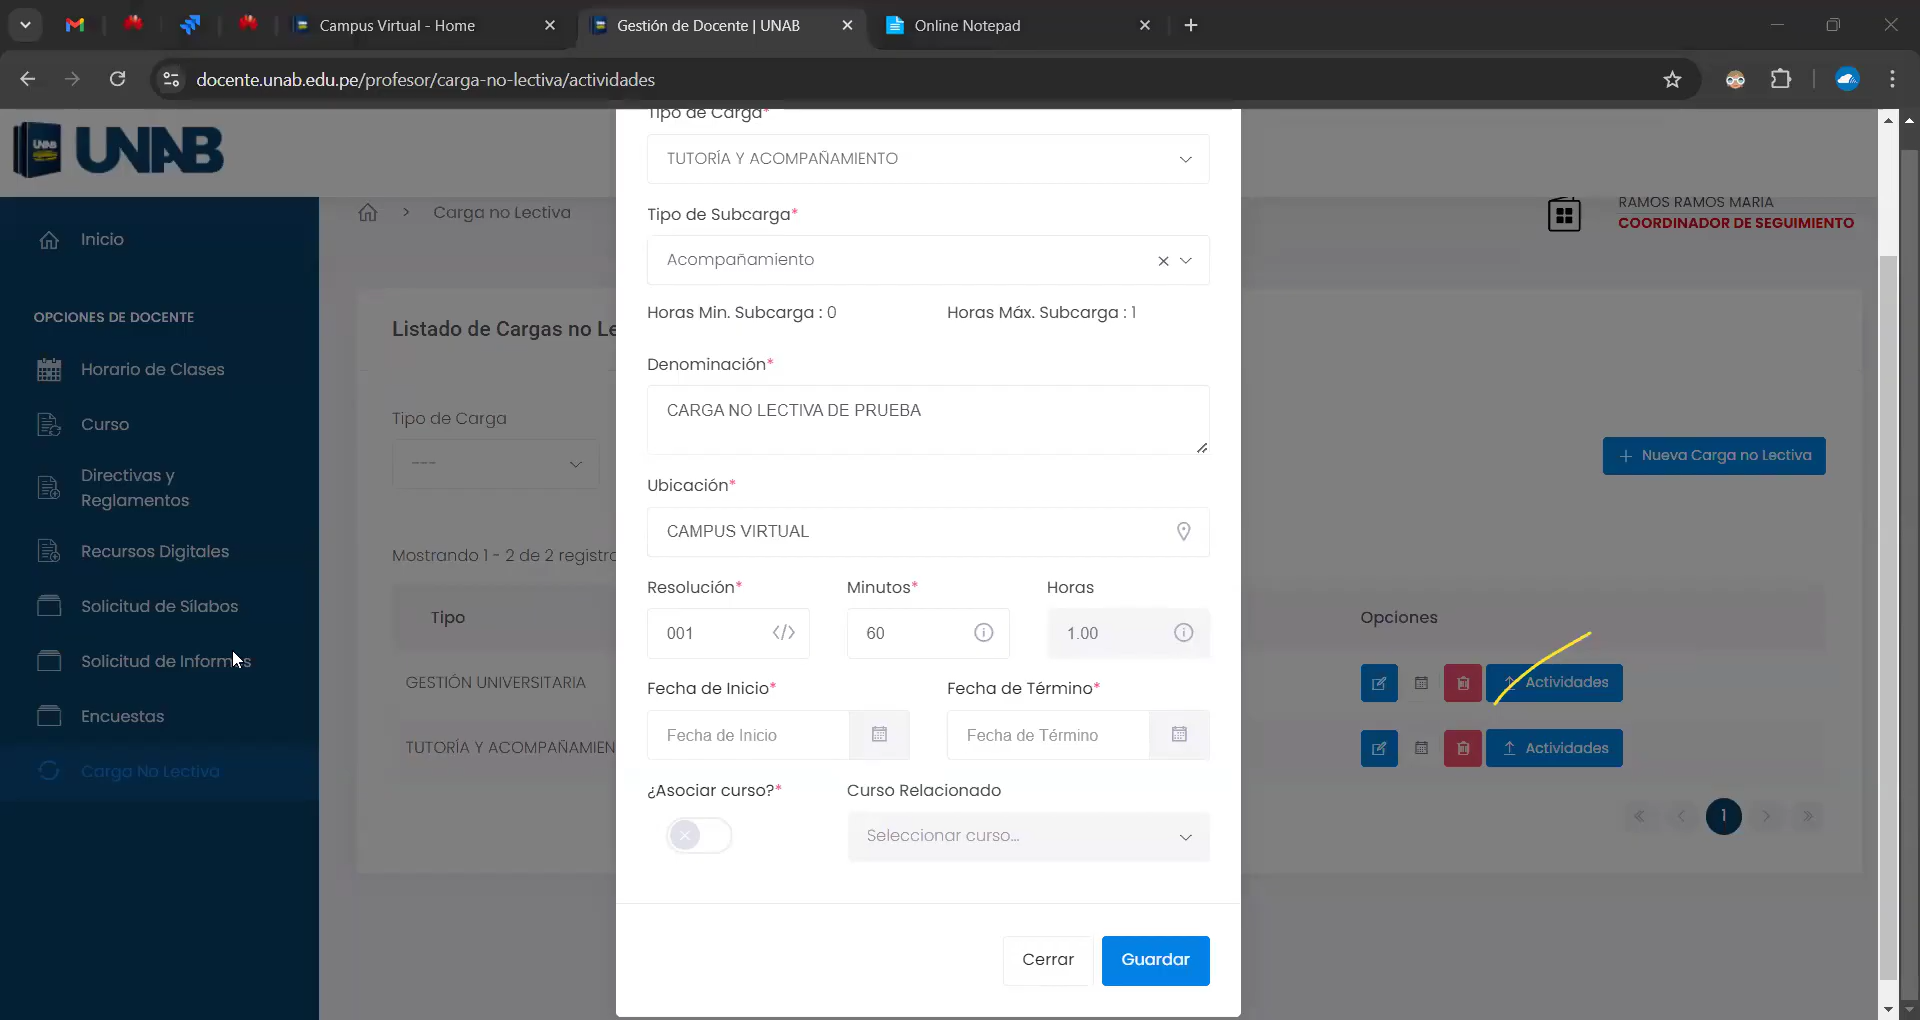 Campus Virtual - Home
Gestión de Docente | UNAB
Online Notepad
docente.unab.edu.pe/profesor/carga-no-lectiva/actividades
UNAB
UNAB
Carga no Lectiva
RAMOS RAMOS MARIA
COORDINADOR DE SEGUIMIENTO
Inicio
OPCIONES DE DOCENTE
Horario de Clases
Curso
Directivas y
Reglamentos
Recursos Digitales
Solicitud de Sílabos
Solicitud de Informes
Encuestas
Carga No Lectiva
Listado de Cargas no Le
Tipo de Carga
---
Nueva Carga no Lectiva
Mostrando 1 - 2 de 2 registro
Tipo
Opciones
GESTIÓN UNIVERSITARIA
Actividades
TUTORÍA Y ACOMPAÑAMIEN
Actividades
1
Tipo de Carga*
TUTORÍA Y ACOMPAÑAMIENTO
Tipo de Subcarga*
Acompañamiento
Horas Min. Subcarga : 0
Horas Máx. Subcarga : 1
Denominación*
CARGA NO LECTIVA DE PRUEBA
Ubicación*
CAMPUS VIRTUAL
Resolución*
Minutos*
Horas
001
60
1.00
Fecha de Inicio*
Fecha de Término*
Fecha de Inicio
Fecha de Término
¿Asociar curso?*
Curso Relacionado
Seleccionar curso...
Cerrar
Guardar